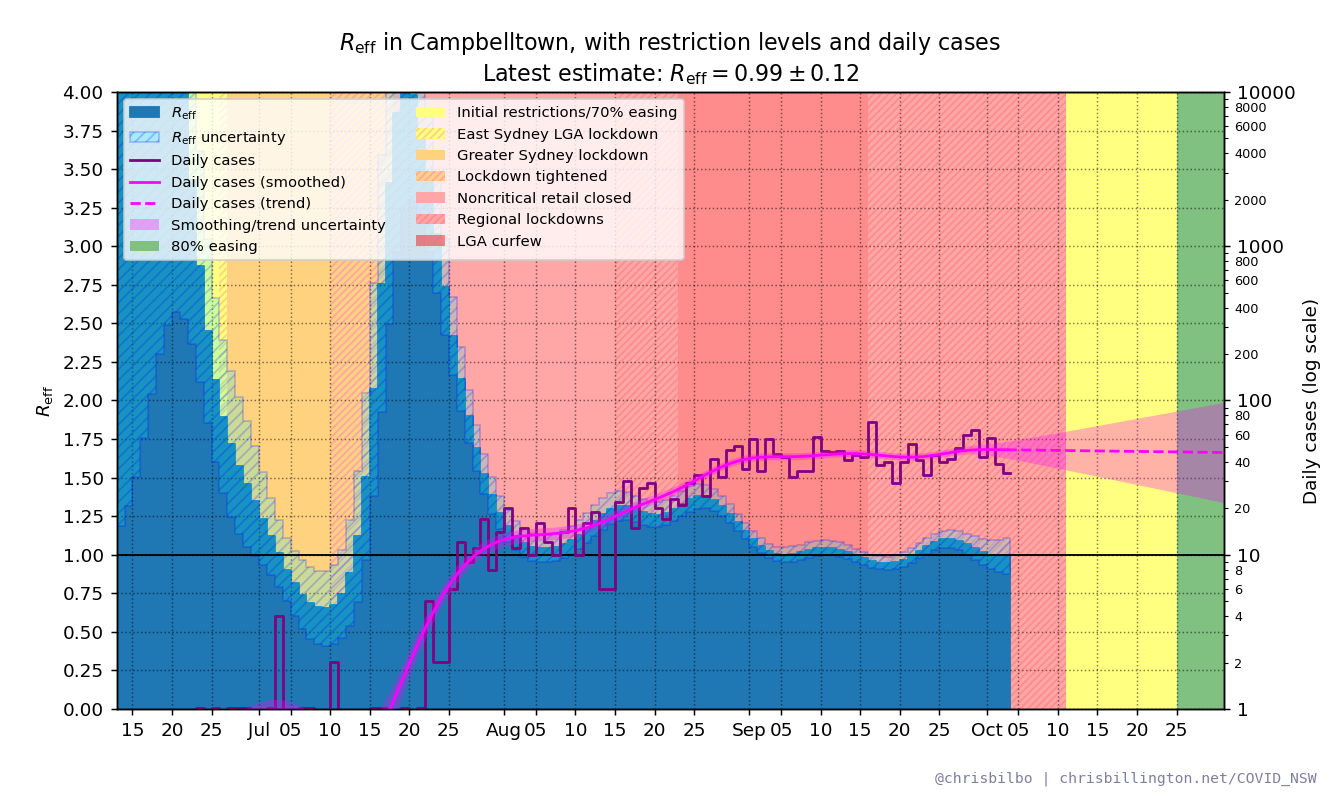 R_eff in Campbelltown, with restriction levels and daily cases
Latest estimate: R_eff = 0.99 ± 0.12
R_eff
R_eff uncertainty
Daily cases
Daily cases (smoothed)
Daily cases (trend)
Smoothing/trend uncertainty
80% easing
Initial restrictions/70% easing
East Sydney LGA lockdown
Greater Sydney lockdown
Lockdown tightened
Noncritical retail closed
Regional lockdowns
LGA curfew
R_eff
4.00
3.75
3.50
3.25
3.00
2.75
2.50
2.25
2.00
1.75
1.50
1.25
1.00
0.75
0.50
0.25
0.00
10000
8000
6000
4000
2000
1000
800
600
400
200
100
80
60
40
20
10
8
6
4
2
1
Daily cases (log scale)
15 20 25 Jul 05 10 15 20 25 Aug 05 10 15 20 25 Sep 05 10 15 20 25 Oct 05 10 15 20 25
@chrisbilbo | chrisbillington.net/COVID_NSW